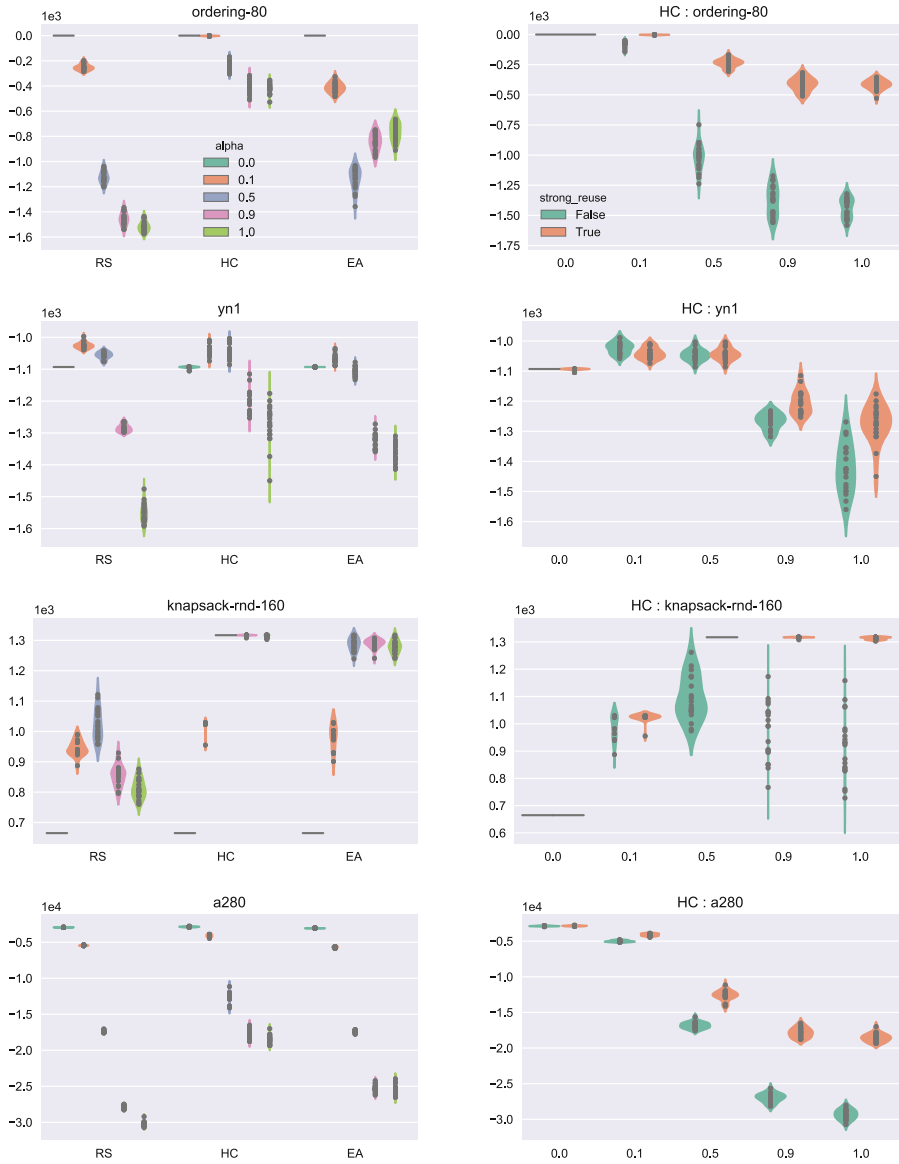 ordering-80
1e3
0.0
−0.2
−0.4
−0.6
−0.8
−1.0
−1.2
−1.4
−1.6
alpha
0.0
0.1
0.5
0.9
1.0
RS HC EA
HC : ordering-80
1e3
0.00
−0.25
−0.50
−0.75
−1.00
−1.25
−1.50
−1.75
strong_reuse
False
True
0.0 0.1 0.5 0.9 1.0
yn1
1e3
−1.0
−1.1
−1.2
−1.3
−1.4
−1.5
−1.6
RS HC EA
HC : yn1
1e3
−1.0
−1.1
−1.2
−1.3
−1.4
−1.5
−1.6
0.0 0.1 0.5 0.9 1.0
knapsack-rnd-160
1e3
1.3
1.2
1.1
1.0
0.9
0.8
0.7
RS HC EA
HC : knapsack-rnd-160
1e3
1.3
1.2
1.1
1.0
0.9
0.8
0.7
0.6
0.0 0.1 0.5 0.9 1.0
a280
1e4
−0.5
−1.0
−1.5
−2.0
−2.5
−3.0
RS HC EA
HC : a280
1e4
−0.5
−1.0
−1.5
−2.0
−2.5
−3.0
0.0 0.1 0.5 0.9 1.0